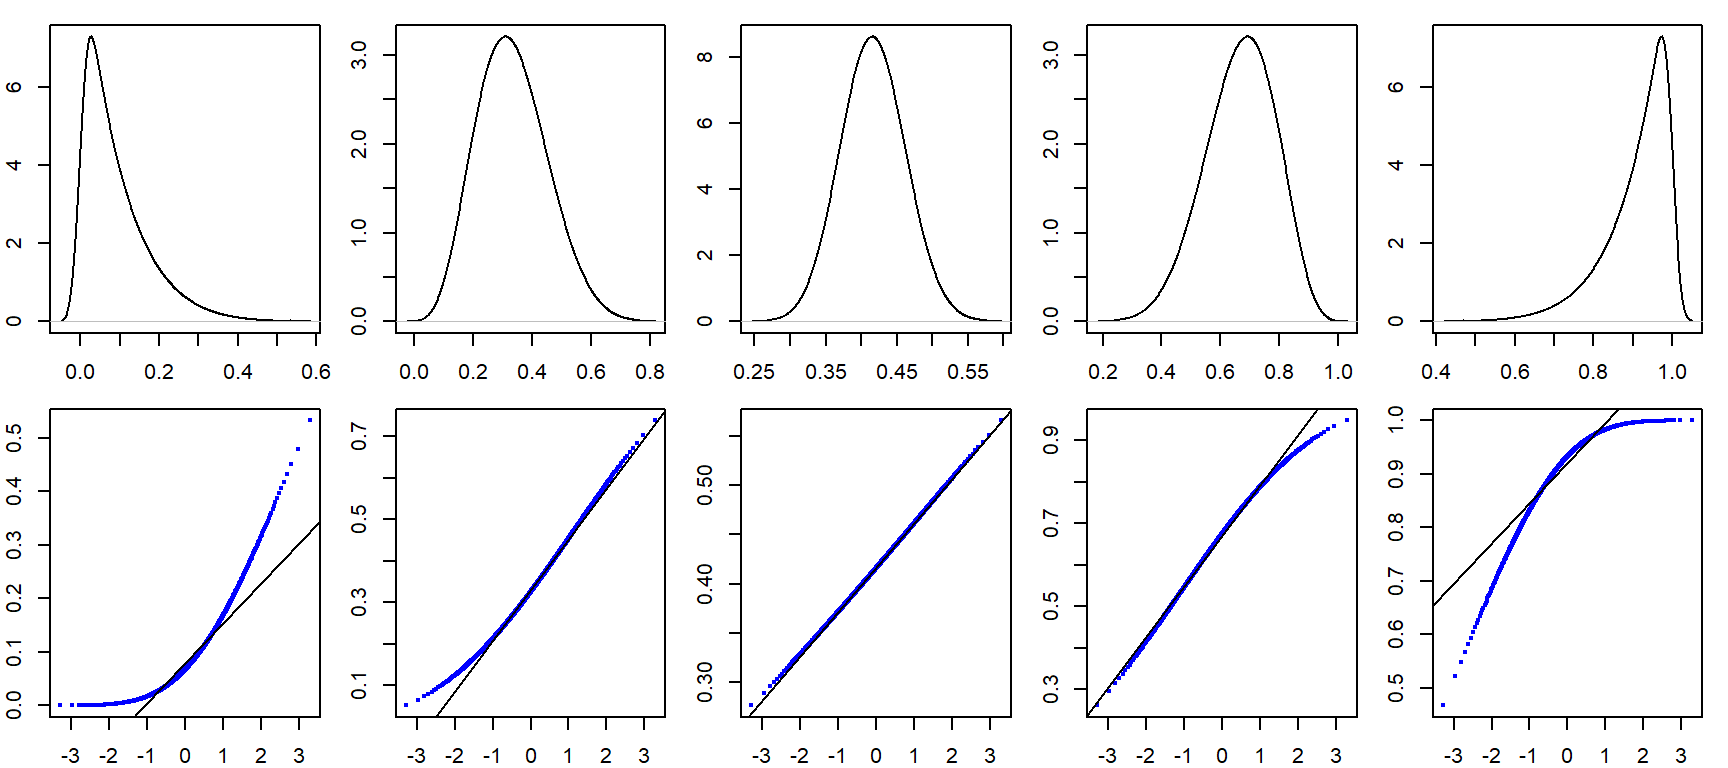 0 2 4 6
0.0 0.2 0.4 0.6
0.0 1.0 2.0 3.0
0.0 0.2 0.4 0.6 0.8
0 2 4 6 8
0.25 0.35 0.45 0.55
0.0 1.0 2.0 3.0
0.2 0.4 0.6 0.8 1.0
0 2 4 6
0.4 0.6 0.8 1.0
0.0 0.1 0.2 0.3 0.4 0.5
-3 -2 -1 0 1 2 3
0.1 0.3 0.5 0.7
-3 -2 -1 0 1 2 3
0.30 0.40 0.50
-3 -2 -1 0 1 2 3
0.3 0.5 0.7 0.9
-3 -2 -1 0 1 2 3
0.5 0.6 0.7 0.8 0.9 1.0
-3 -2 -1 0 1 2 3